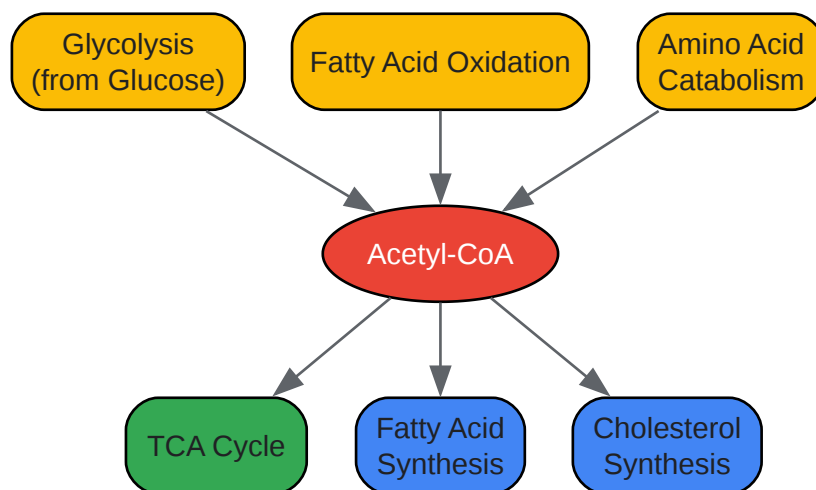 Glycolysis
(from Glucose)
Fatty Acid Oxidation
Amino Acid
Catabolism
Acetyl-CoA
TCA Cycle
Fatty Acid
Synthesis
Cholesterol
Synthesis